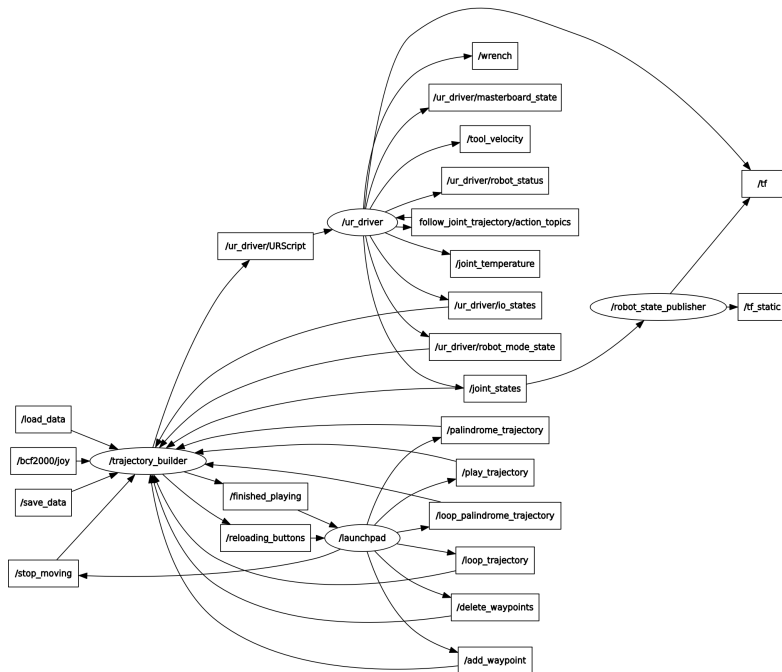 /wrench
/ur_driver/masterboard_state
/tool_velocity
/ur_driver/robot_status
/tf
/ur_driver
follow_joint_trajectory/action_topics
/ur_driver/URScript
/joint_temperature
/ur_driver/io_states
/robot_state_publisher
/tf_static
/ur_driver/robot_mode_state
/joint_states
/load_data
/palindrome_trajectory
/bcf2000/joy
/trajectory_builder
/play_trajectory
/save_data
/finished_playing
/loop_palindrome_trajectory
/reloading_buttons
/launchpad
/loop_trajectory
/stop_moving
/delete_waypoints
/add_waypoint